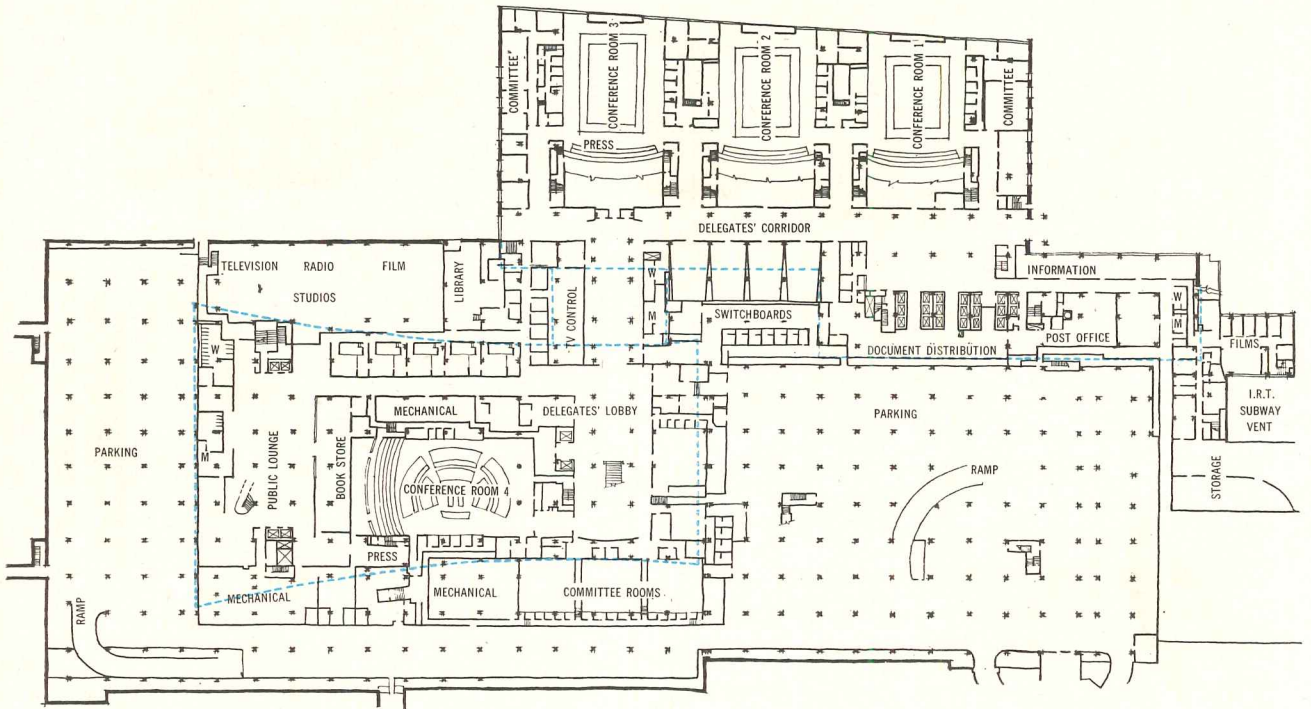 COMMITTEE
CONFERENCE ROOM 3
CONFERENCE ROOM 2
CONFERENCE ROOM 1
COMMITTEE
PRESS
DELEGATES' CORRIDOR
TELEVISION RADIO FILM
STUDIOS
LIBRARY
TV CONTROL
W
M
SWITCHBOARDS
INFORMATION
W
M
POST OFFICE
DOCUMENT DISTRIBUTION
FILMS
I.R.T.
SUBWAY
VENT
STORAGE
W
M
PARKING
PUBLIC LOUNGE
BOOK STORE
MECHANICAL
DELEGATES' LOBBY
CONFERENCE ROOM 4
PARKING
RAMP
PRESS
MECHANICAL
MECHANICAL
COMMITTEE ROOMS
RAMP